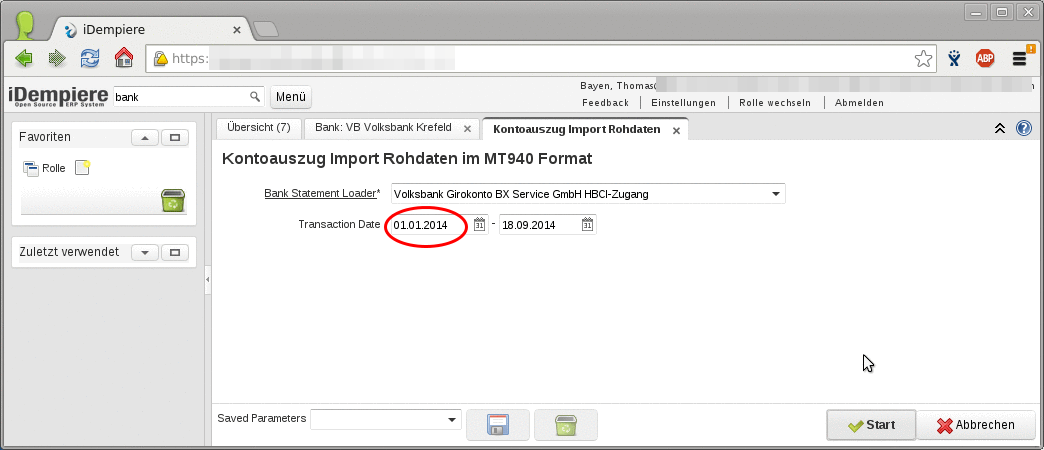 iDempiere
https:
ABP
iDempiere
Open Source ERP System
bank
Menü
Bayen, Thomas
Feedback
Einstellungen
Rolle wechseln
Abmelden
Favoriten
Rolle
Zuletzt verwendet
Übersicht (7)
Bank: VB Volksbank Krefeld
Kontoauszug Import Rohdaten
Kontoauszug Import Rohdaten im MT940 Format
Bank Statement Loader* Volksbank Girokonto BX Service GmbH HBCI-Zugang
Transaction Date 01.01.2014 31 - 18.09.2014 31
Saved Parameters
Start
Abbrechen